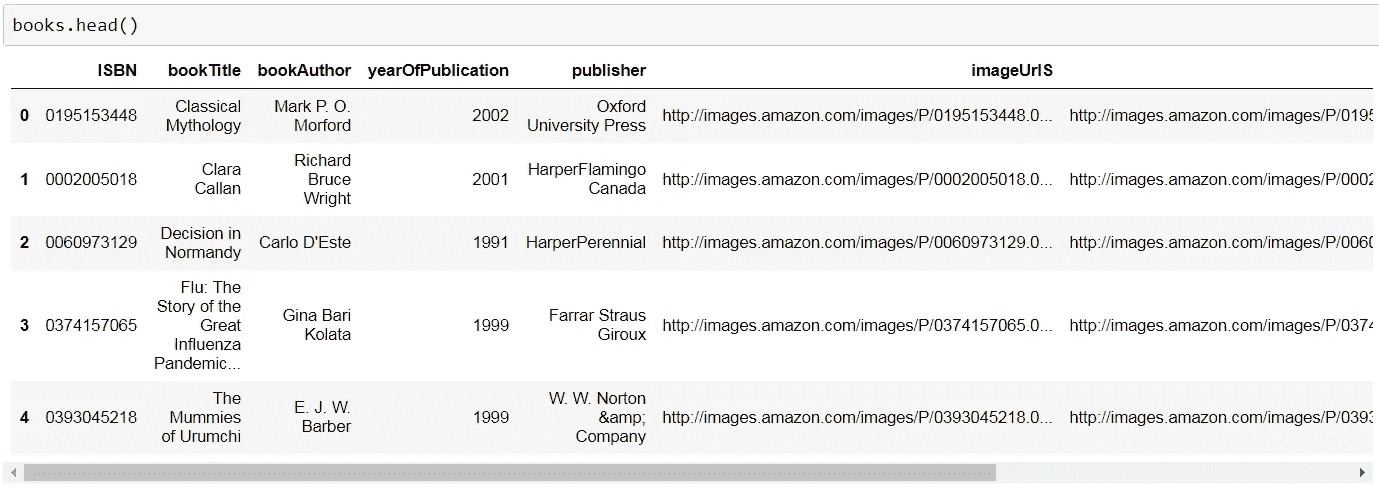 books.head()
ISBN bookTitle bookAuthor yearOfPublication publisher imageUrlS
0 0195153448 Classical Mythology Mark P. O. Morford 2002 Oxford University Press http://images.amazon.com/images/P/0195153448.0... http://images.amazon.com/images/P/0195
1 0002005018 Clara Callan Richard Bruce Wright 2001 HarperFlamingo Canada http://images.amazon.com/images/P/0002005018.0... http://images.amazon.com/images/P/0002
2 0060973129 Decision in Normandy Carlo D'Este 1991 HarperPerennial http://images.amazon.com/images/P/0060973129.0... http://images.amazon.com/images/P/0060
3 0374157065 Flu: The Story of the Great Influenza Pandemic... Gina Bari Kolata 1999 Farrar Straus Giroux http://images.amazon.com/images/P/0374157065.0... http://images.amazon.com/images/P/0374
4 0393045218 The Mummies of Urumchi E. J. W. Barber 1999 W. W. Norton &amp; Company http://images.amazon.com/images/P/0393045218.0... http://images.amazon.com/images/P/0393